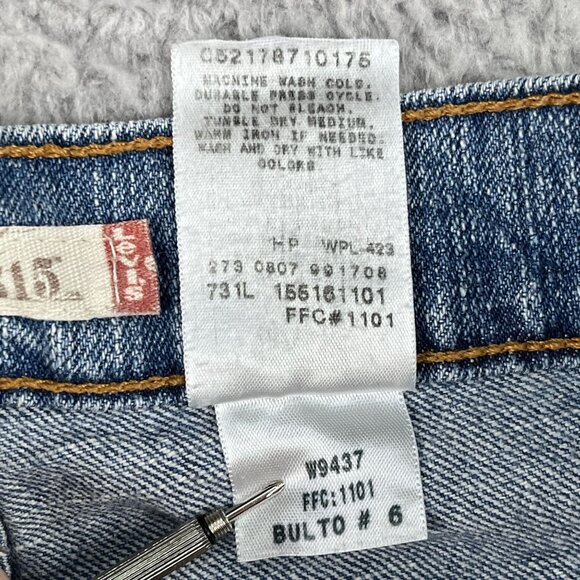 052178710175
MACHINE WASH COLD.
DURABLE PRESS CYCLE.
DO NOT BLEACH.
TUMBLE DRY MEDIUM.
WARM IRON IF NEEDED.
WASH AND DRY WITH LIKE
COLORS
HP WPL-423
273 0807 991708
731L 155161101
FFC#1101
Levi's
15
W9437
FFC:1101
BULTO # 6